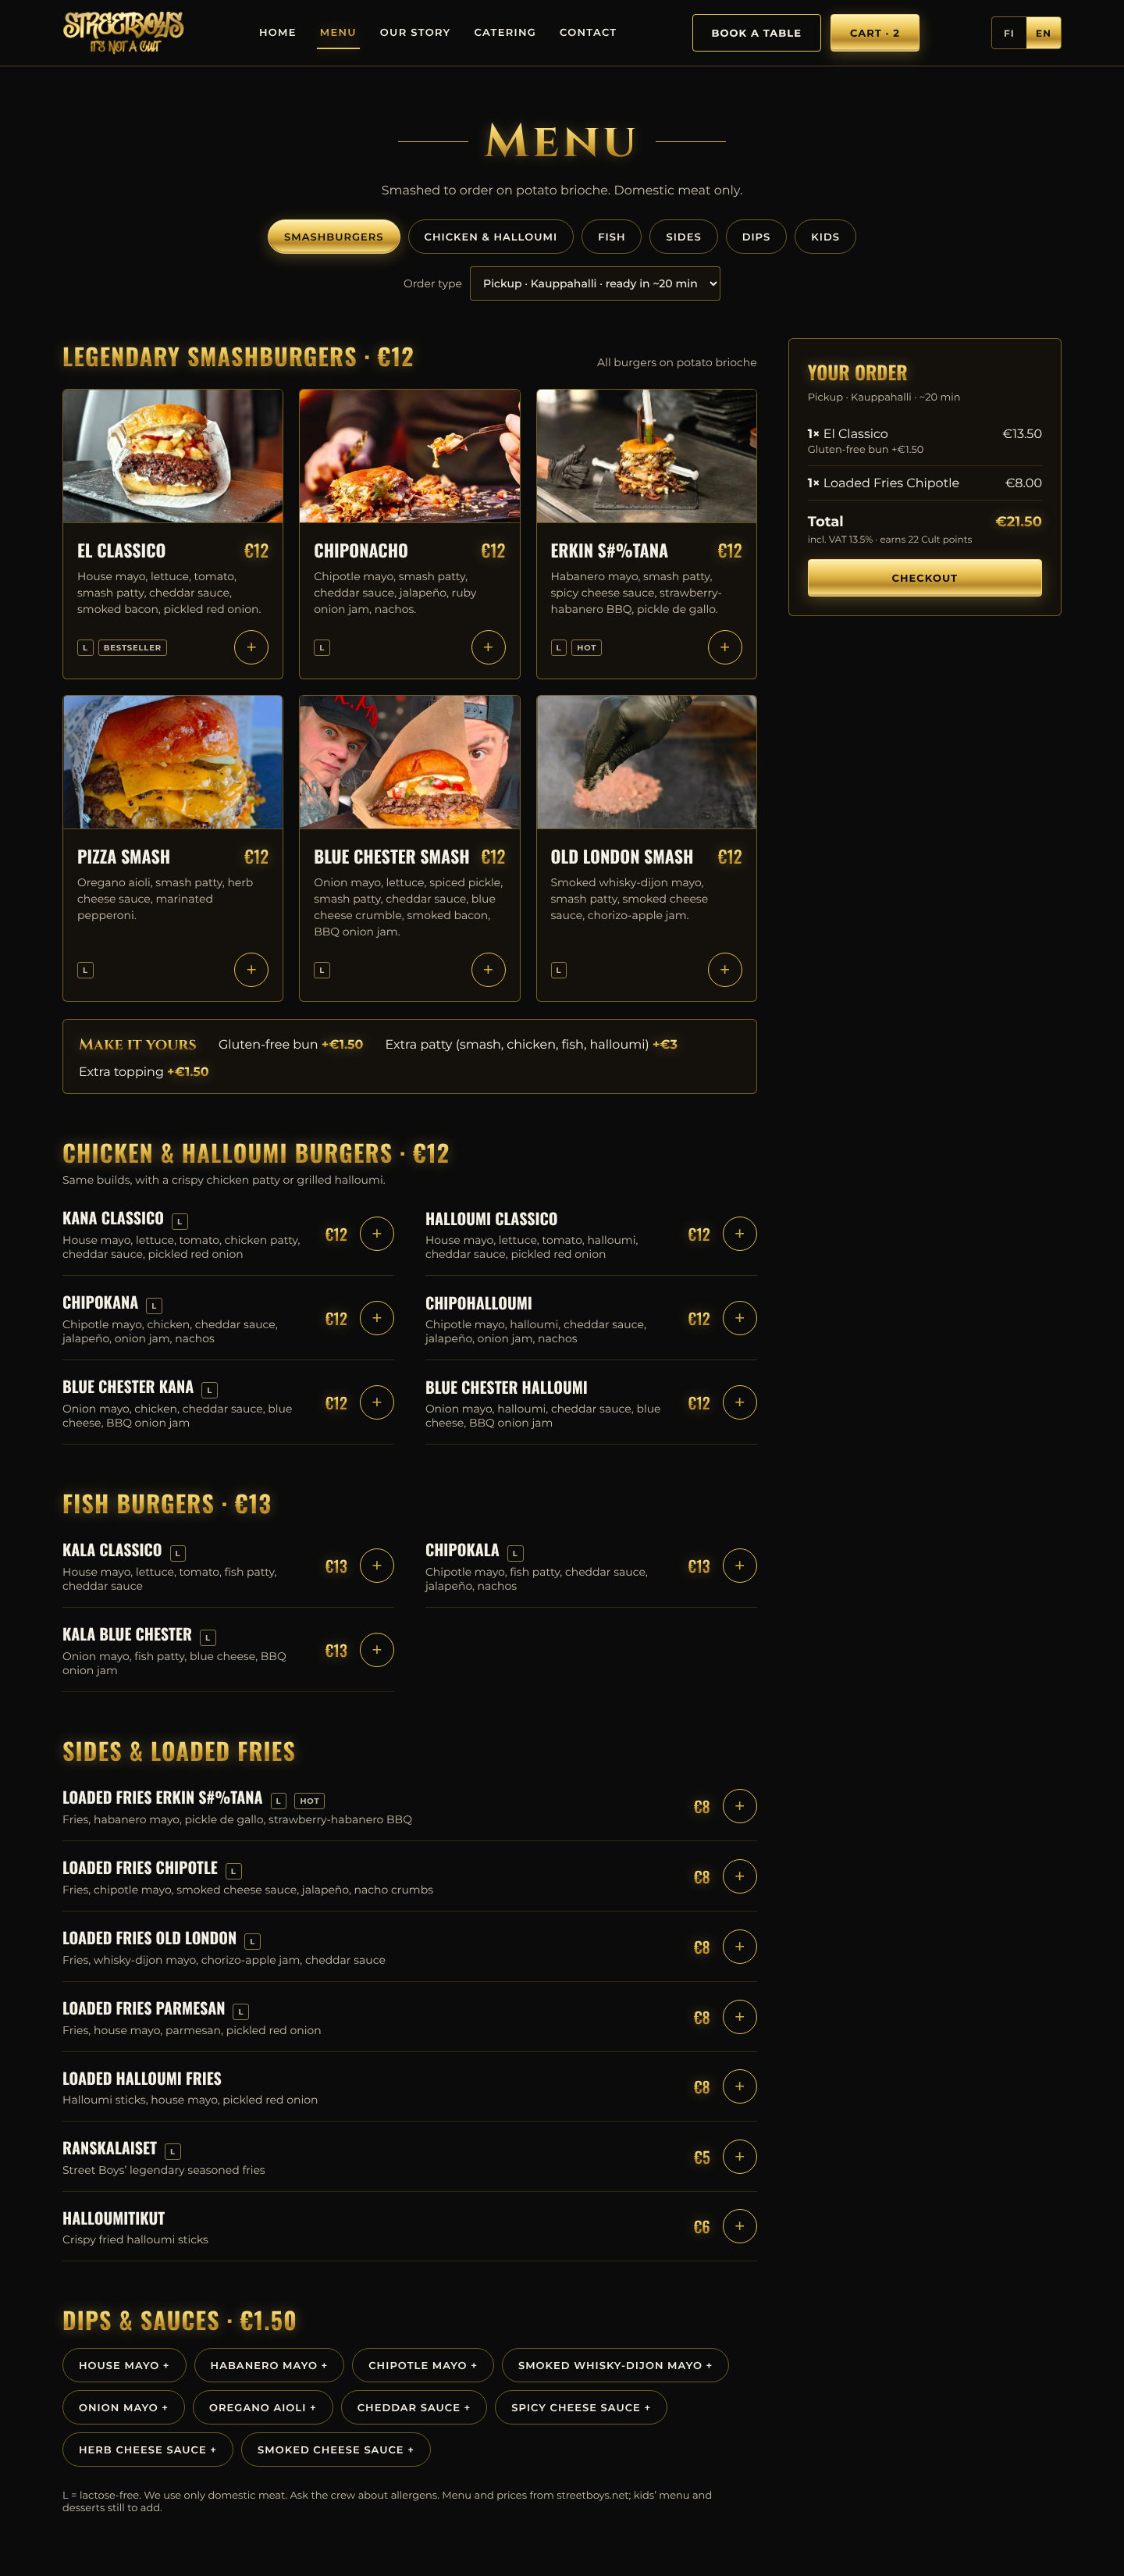 STREETBOYS
IT'S NOT A CULT
HOME
MENU
OUR STORY
CATERING
CONTACT
BOOK A TABLE
CART · 2
FI
EN
MENU
Smashed to order on potato brioche. Domestic meat only.
SMASHBURGERS
CHICKEN & HALLOUMI
FISH
SIDES
DIPS
KIDS
Order type
Pickup · Kauppahalli · ready in ~20 min
LEGENDARY SMASHBURGERS · €12
All burgers on potato brioche
EL CLASSICO €12
House mayo, lettuce, tomato,
smash patty, cheddar sauce,
smoked bacon, pickled red onion.
L BESTSELLER +
CHIPONACHO €12
Chipotle mayo, smash patty,
cheddar sauce, jalapeño, ruby
onion jam, nachos.
L +
ERKIN S#%TANA €12
Habanero mayo, smash patty,
spicy cheese sauce, strawberry-
habanero BBQ, pickle de gallo.
L HOT +
PIZZA SMASH €12
Oregano aioli, smash patty, herb
cheese sauce, marinated
pepperoni.
L +
BLUE CHESTER SMASH €12
Onion mayo, lettuce, spiced pickle,
smash patty, cheddar sauce, blue
cheese crumble, smoked bacon,
BBQ onion jam.
L +
OLD LONDON SMASH €12
Smoked whisky-dijon mayo,
smash patty, smoked cheese
sauce, chorizo-apple jam.
L +
MAKE IT YOURS Gluten-free bun +€1.50 Extra patty (smash, chicken, fish, halloumi) +€3
Extra topping +€1.50
YOUR ORDER
Pickup · Kauppahalli · ~20 min
1× El Classico €13.50
Gluten-free bun +€1.50
1× Loaded Fries Chipotle €8.00
Total €21.50
incl. VAT 13.5% · earns 22 Cult points
CHECKOUT
CHICKEN & HALLOUMI BURGERS · €12
Same builds, with a crispy chicken patty or grilled halloumi.
KANA CLASSICO L
House mayo, lettuce, tomato, chicken patty,
cheddar sauce, pickled red onion
€12 +
HALLOUMI CLASSICO
House mayo, lettuce, tomato, halloumi,
cheddar sauce, pickled red onion
€12 +
CHIPOKANA L
Chipotle mayo, chicken, cheddar sauce,
jalapeño, onion jam, nachos
€12 +
CHIPOHALLOUMI
Chipotle mayo, halloumi, cheddar sauce,
jalapeño, onion jam, nachos
€12 +
BLUE CHESTER KANA L
Onion mayo, chicken, cheddar sauce, blue
cheese, BBQ onion jam
€12 +
BLUE CHESTER HALLOUMI
Onion mayo, halloumi, cheddar sauce, blue
cheese, BBQ onion jam
€12 +
FISH BURGERS · €13
KALA CLASSICO L
House mayo, lettuce, tomato, fish patty,
cheddar sauce
€13 +
CHIPOKALA L
Chipotle mayo, fish patty, cheddar sauce,
jalapeño, nachos
€13 +
KALA BLUE CHESTER L
Onion mayo, fish patty, blue cheese, BBQ
onion jam
€13 +
SIDES & LOADED FRIES
LOADED FRIES ERKIN S#%TANA L HOT
Fries, habanero mayo, pickle de gallo, strawberry-habanero BBQ
€8 +
LOADED FRIES CHIPOTLE L
Fries, chipotle mayo, smoked cheese sauce, jalapeño, nacho crumbs
€8 +
LOADED FRIES OLD LONDON L
Fries, whisky-dijon mayo, chorizo-apple jam, cheddar sauce
€8 +
LOADED FRIES PARMESAN L
Fries, house mayo, parmesan, pickled red onion
€8 +
LOADED HALLOUMI FRIES
Halloumi sticks, house mayo, pickled red onion
€8 +
RANSKALAISET L
Street Boys’ legendary seasoned fries
€5 +
HALLOUMITIKUT
Crispy fried halloumi sticks
€6 +
DIPS & SAUCES · €1.50
HOUSE MAYO +
HABANERO MAYO +
CHIPOTLE MAYO +
SMOKED WHISKY-DIJON MAYO +
ONION MAYO +
OREGANO AIOLI +
CHEDDAR SAUCE +
SPICY CHEESE SAUCE +
HERB CHEESE SAUCE +
SMOKED CHEESE SAUCE +
L = lactose-free. We use only domestic meat. Ask the crew about allergens. Menu and prices from streetboys.net; kids’ menu and
desserts still to add.